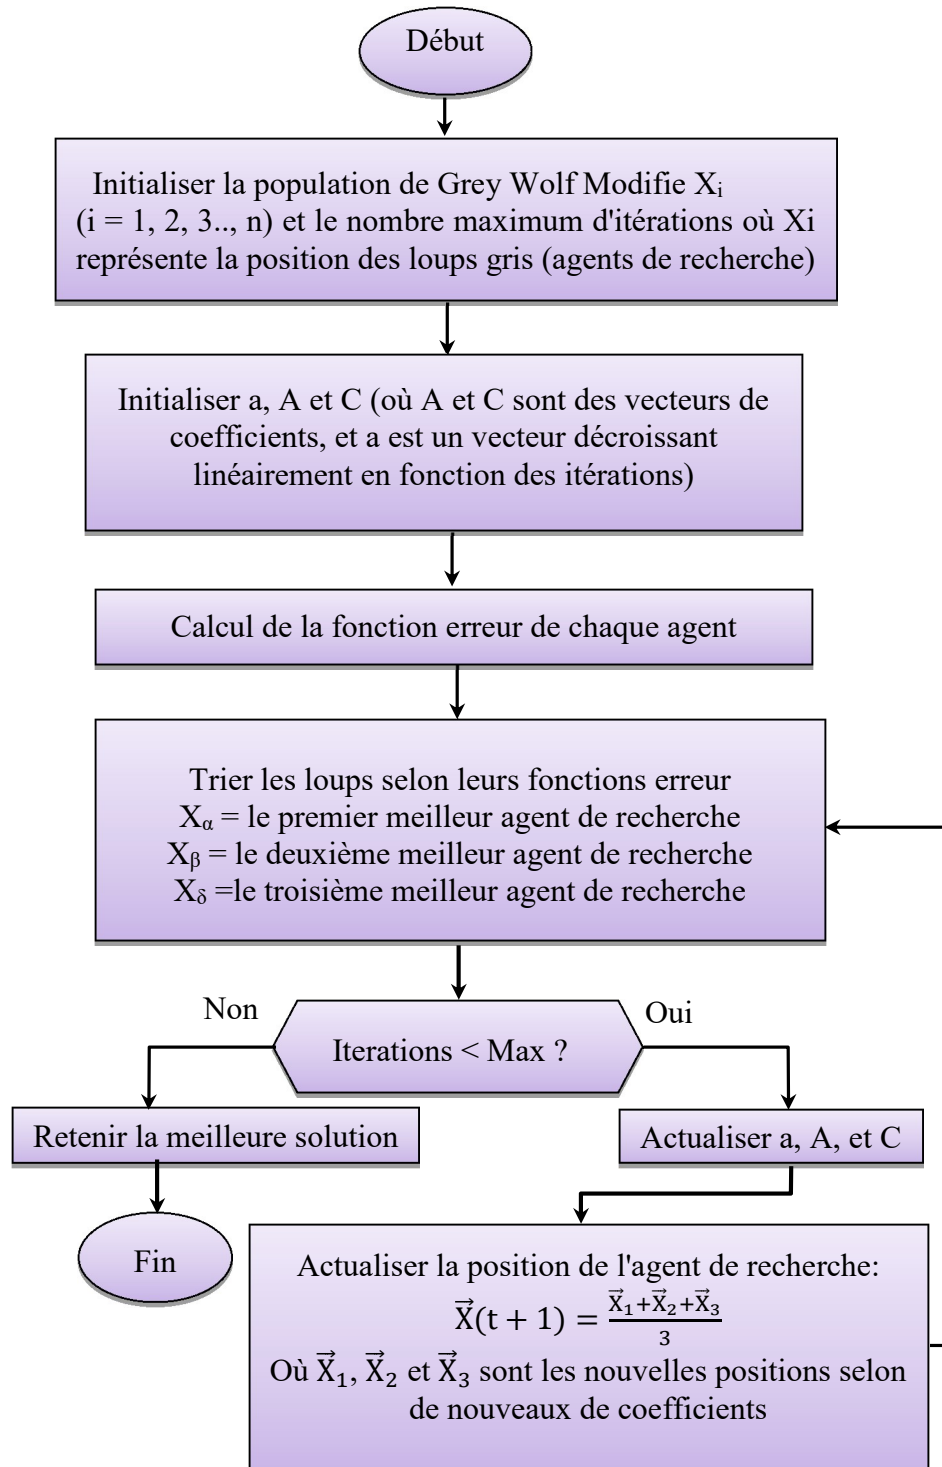 Début
Initialiser la population de Grey Wolf Modifie Xᵢ
(i = 1, 2, 3.., n) et le nombre maximum d'itérations où Xi
représente la position des loups gris (agents de recherche)
Initialiser a, A et C (où A et C sont des vecteurs de
coefficients, et a est un vecteur décroissant
linéairement en fonction des itérations)
Calcul de la fonction erreur de chaque agent
Trier les loups selon leurs fonctions erreur
X_α = le premier meilleur agent de recherche
X_β = le deuxième meilleur agent de recherche
X_δ =le troisième meilleur agent de recherche
Non
Oui
Iterations < Max ?
Retenir la meilleure solution
Actualiser a, A, et C
Fin
Actualiser la position de l'agent de recherche:
X⃗(t + 1) = (X⃗₁+X⃗₂+X⃗₃)/3
Où X⃗₁, X⃗₂ et X⃗₃ sont les nouvelles positions selon
de nouveaux de coefficients